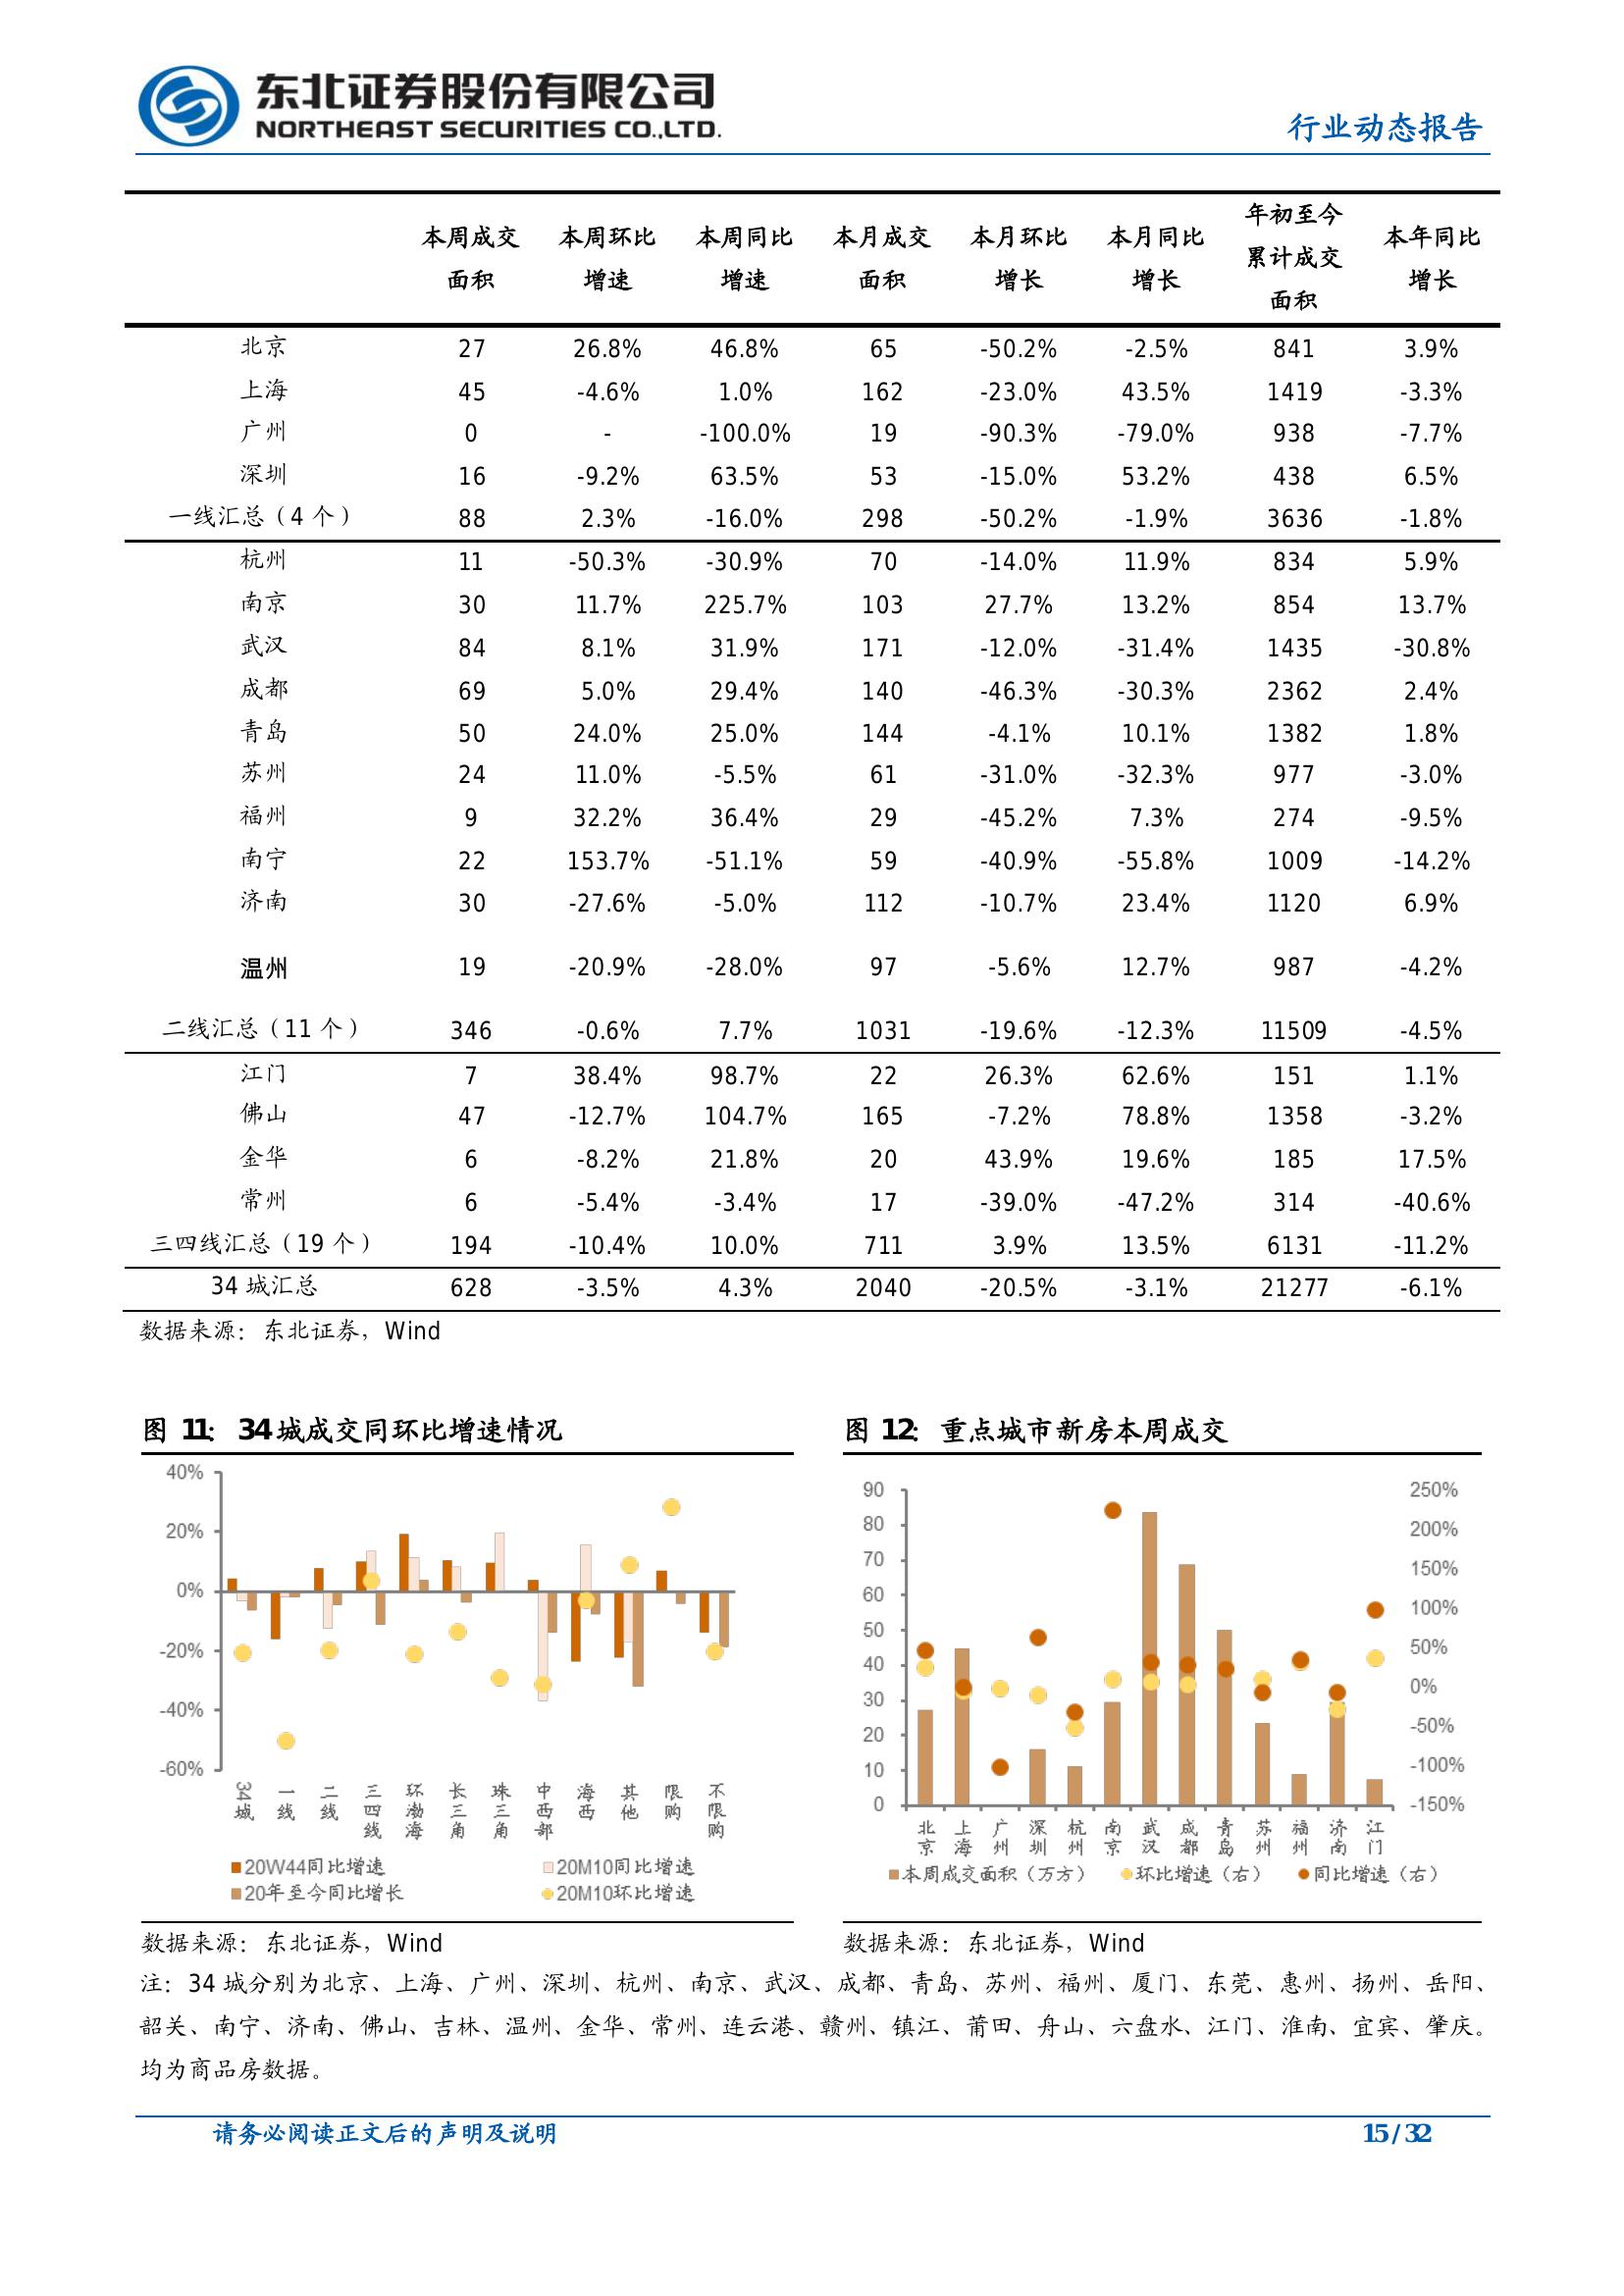 东北证券股份有限公司
NORTHEAST SECURITIES CO.,LTD.
行业动态报告
本周成交面积 本周环比增速 本周同比增速 本月成交面积 本月环比增长 本月同比增长 年初至今累计成交面积 本年同比增长
北京 27 26.8% 46.8% 65 -50.2% -2.5% 841 3.9%
上海 45 -4.6% 1.0% 162 -23.0% 43.5% 1419 -3.3%
广州 0 - -100.0% 19 -90.3% -79.0% 938 -7.7%
深圳 16 -9.2% 63.5% 53 -15.0% 53.2% 438 6.5%
一线汇总（4 个） 88 2.3% -16.0% 298 -50.2% -1.9% 3636 -1.8%
杭州 11 -50.3% -30.9% 70 -14.0% 11.9% 834 5.9%
南京 30 11.7% 225.7% 103 27.7% 13.2% 854 13.7%
武汉 84 8.1% 31.9% 171 -12.0% -31.4% 1435 -30.8%
成都 69 5.0% 29.4% 140 -46.3% -30.3% 2362 2.4%
青岛 50 24.0% 25.0% 144 -4.1% 10.1% 1382 1.8%
苏州 24 11.0% -5.5% 61 -31.0% -32.3% 977 -3.0%
福州 9 32.2% 36.4% 29 -45.2% 7.3% 274 -9.5%
南宁 22 153.7% -51.1% 59 -40.9% -55.8% 1009 -14.2%
济南 30 -27.6% -5.0% 112 -10.7% 23.4% 1120 6.9%
温州 19 -20.9% -28.0% 97 -5.6% 12.7% 987 -4.2%
二线汇总（11 个） 346 -0.6% 7.7% 1031 -19.6% -12.3% 11509 -4.5%
江门 7 38.4% 98.7% 22 26.3% 62.6% 151 1.1%
佛山 47 -12.7% 104.7% 165 -7.2% 78.8% 1358 -3.2%
金华 6 -8.2% 21.8% 20 43.9% 19.6% 185 17.5%
常州 6 -5.4% -3.4% 17 -39.0% -47.2% 314 -40.6%
三四线汇总（19 个） 194 -10.4% 10.0% 711 3.9% 13.5% 6131 -11.2%
34 城汇总 628 -3.5% 4.3% 2040 -20.5% -3.1% 21277 -6.1%
数据来源：东北证券，Wind
图 11：34 城成交同环比增速情况
40%
20%
0%
-20%
-40%
-60%
34城 一线 二线 三四线 环渤海 长三角 珠三角 中西部 海西 其他 限购 不限购
20W44同比增速 20M10同比增速
20年至今同比增长 20M10环比增速
数据来源：东北证券，Wind
图 12：重点城市新房本周成交
90 250%
80 200%
70 150%
60 100%
50 50%
40 0%
30 -50%
20 -100%
10 -150%
0
北京 上海 广州 深圳 杭州 南京 武汉 成都 青岛 苏州 福州 济南 江门
本周成交面积（万方） 环比增速（右） 同比增速（右）
数据来源：东北证券，Wind
注：34 城分别为北京、上海、广州、深圳、杭州、南京、武汉、成都、青岛、苏州、福州、厦门、东莞、惠州、扬州、岳阳、
韶关、南宁、济南、佛山、吉林、温州、金华、常州、连云港、赣州、镇江、莆田、舟山、六盘水、江门、淮南、宜宾、肇庆。
均为商品房数据。
请务必阅读正文后的声明及说明
15 / 32